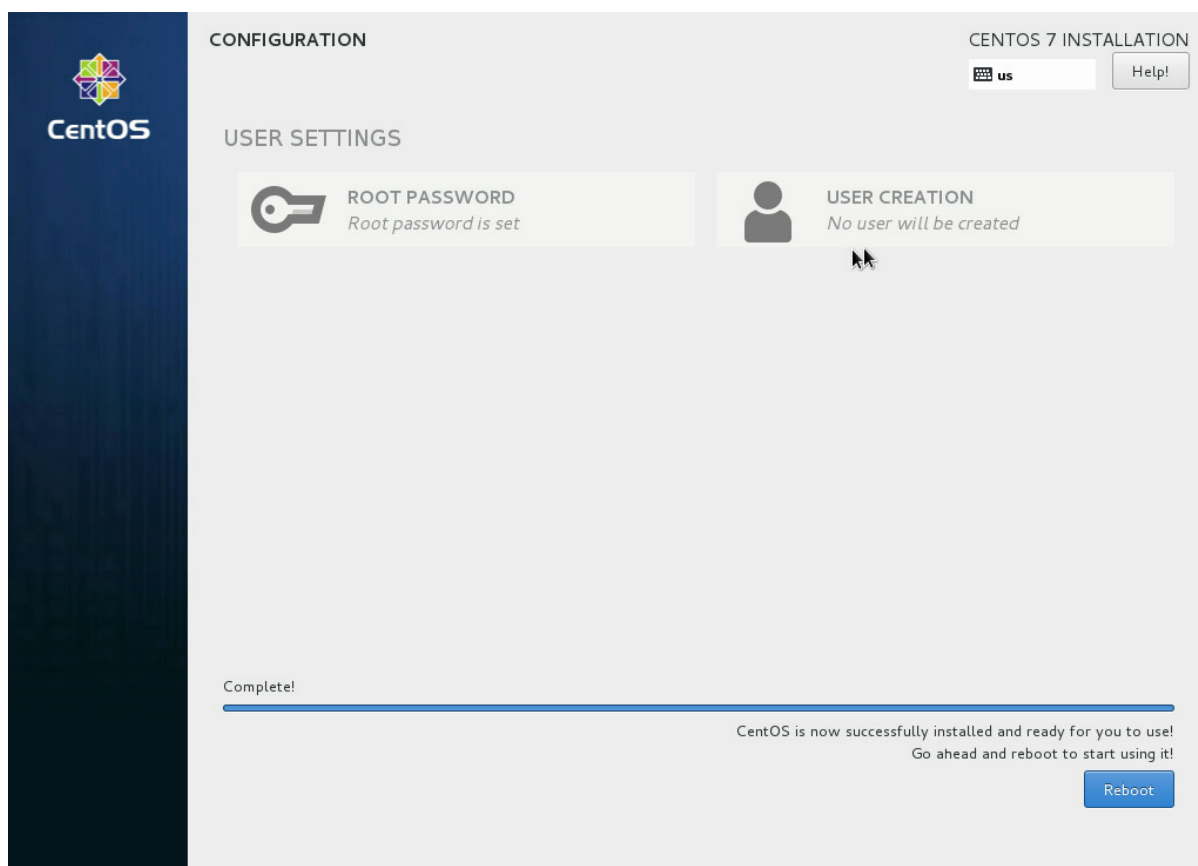 CentOS
CONFIGURATION
CENTOS 7 INSTALLATION
us
Help!
USER SETTINGS
ROOT PASSWORD
Root password is set
USER CREATION
No user will be created
Complete!
CentOS is now successfully installed and ready for you to use!
Go ahead and reboot to start using it!
Reboot